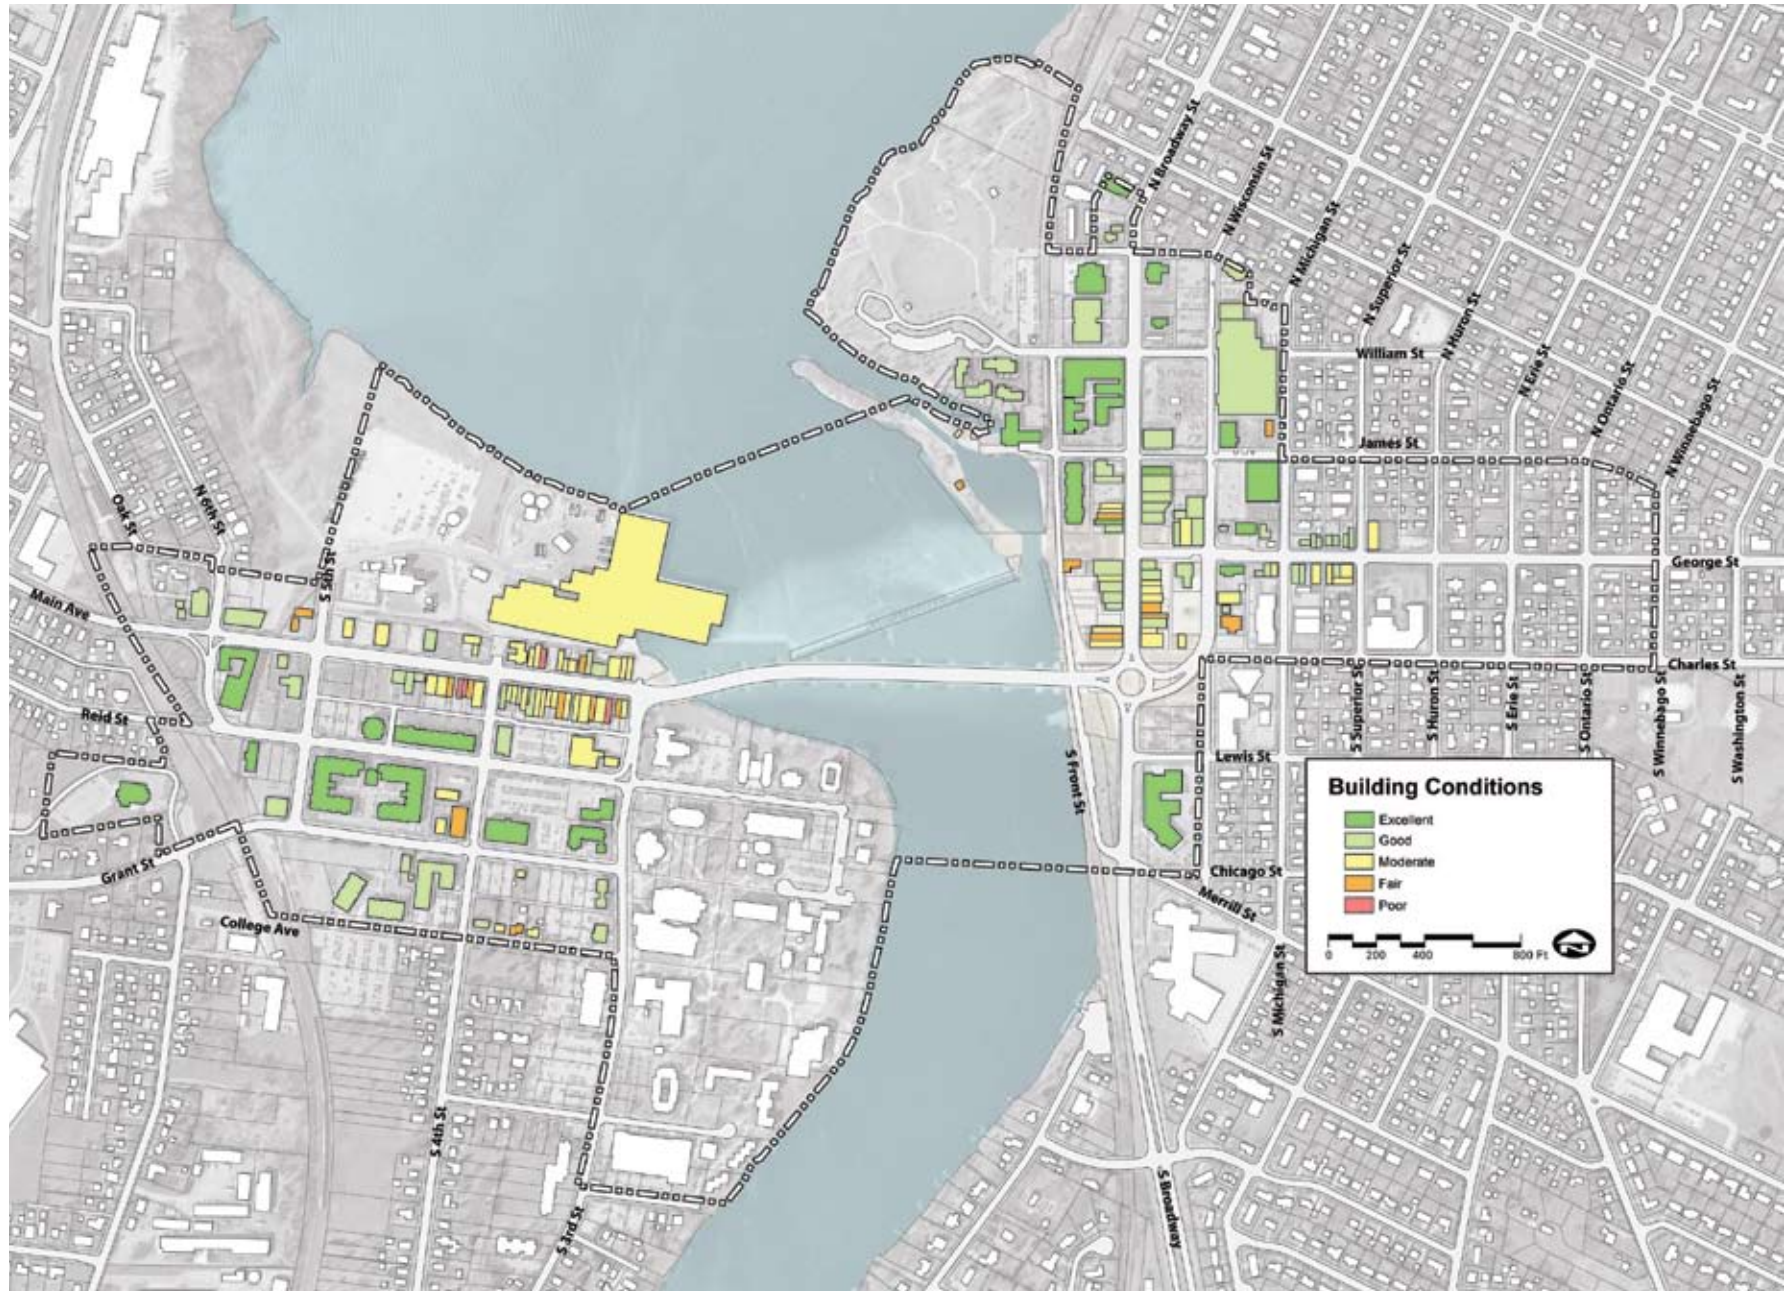 N Broadway St
N Wisconsin St
N Michigan St
N Superior St
N Huron St
William St
N Erie St
N Ontario St
N Winnebago St
James St
Oak St
N 6th St
S 5th St
Main Ave
George St
Charles St
Reid St
S Superior St
S Huron St
S Erie St
S Ontario St
S Winnebago St
S Washington St
S Front St
Lewis St
Building Conditions
Excellent
Good
Moderate
Fair
Poor
0 200 400 800 Ft
N
Grant St
Chicago St
Merrill St
College Ave
S Michigan St
S 4th St
S 3rd St
S Broadway